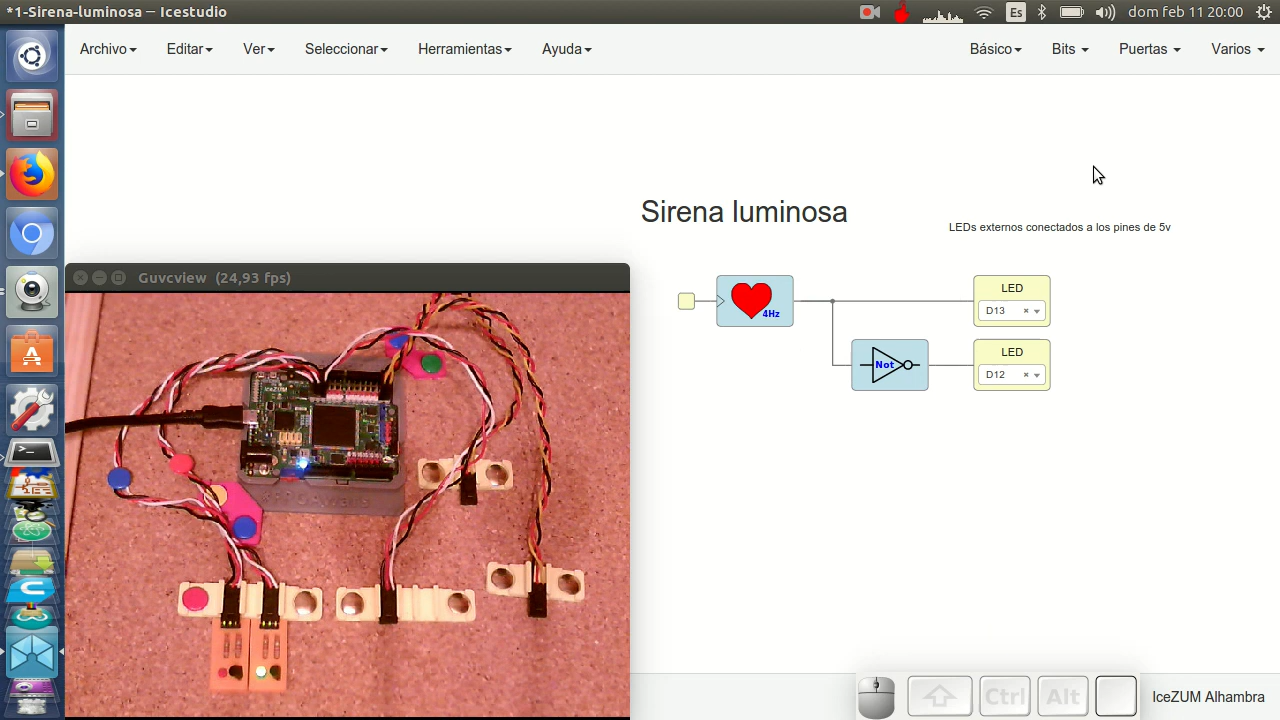 *1-Sirena-luminosa — Icestudio
Es
dom feb 11 20:00
Archivo Editar Ver Seleccionar Herramientas Ayuda Básico Bits Puertas Varios
Sirena luminosa
LEDs externos conectados a los pines de 5v
Guvcview (24,93 fps)
4Hz
LED
D13
Not
LED
D12
Ctrl Alt
IceZUM Alhambra